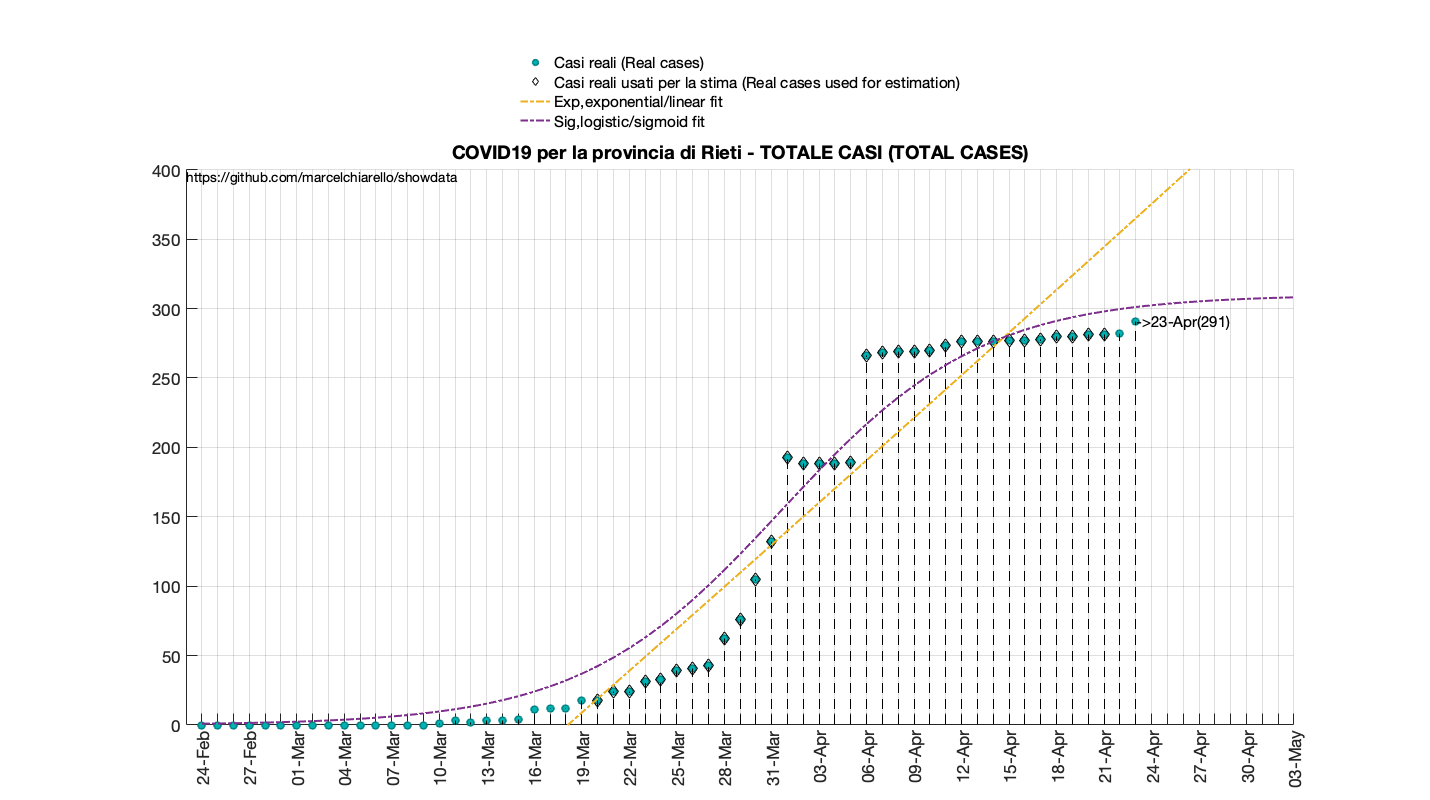 Casi reali (Real cases)
Casi reali usati per la stima (Real cases used for estimation)
Exp,exponential/linear fit
Sig,logistic/sigmoid fit
COVID19 per la provincia di Rieti - TOTALE CASI (TOTAL CASES)
https://github.com/marcelchiarello/showdata
400
350
300
250
200
150
100
50
0
->23-Apr(291)
24-Feb
27-Feb
01-Mar
04-Mar
07-Mar
10-Mar
13-Mar
16-Mar
19-Mar
22-Mar
25-Mar
28-Mar
31-Mar
03-Apr
06-Apr
09-Apr
12-Apr
15-Apr
18-Apr
21-Apr
24-Apr
27-Apr
30-Apr
03-May